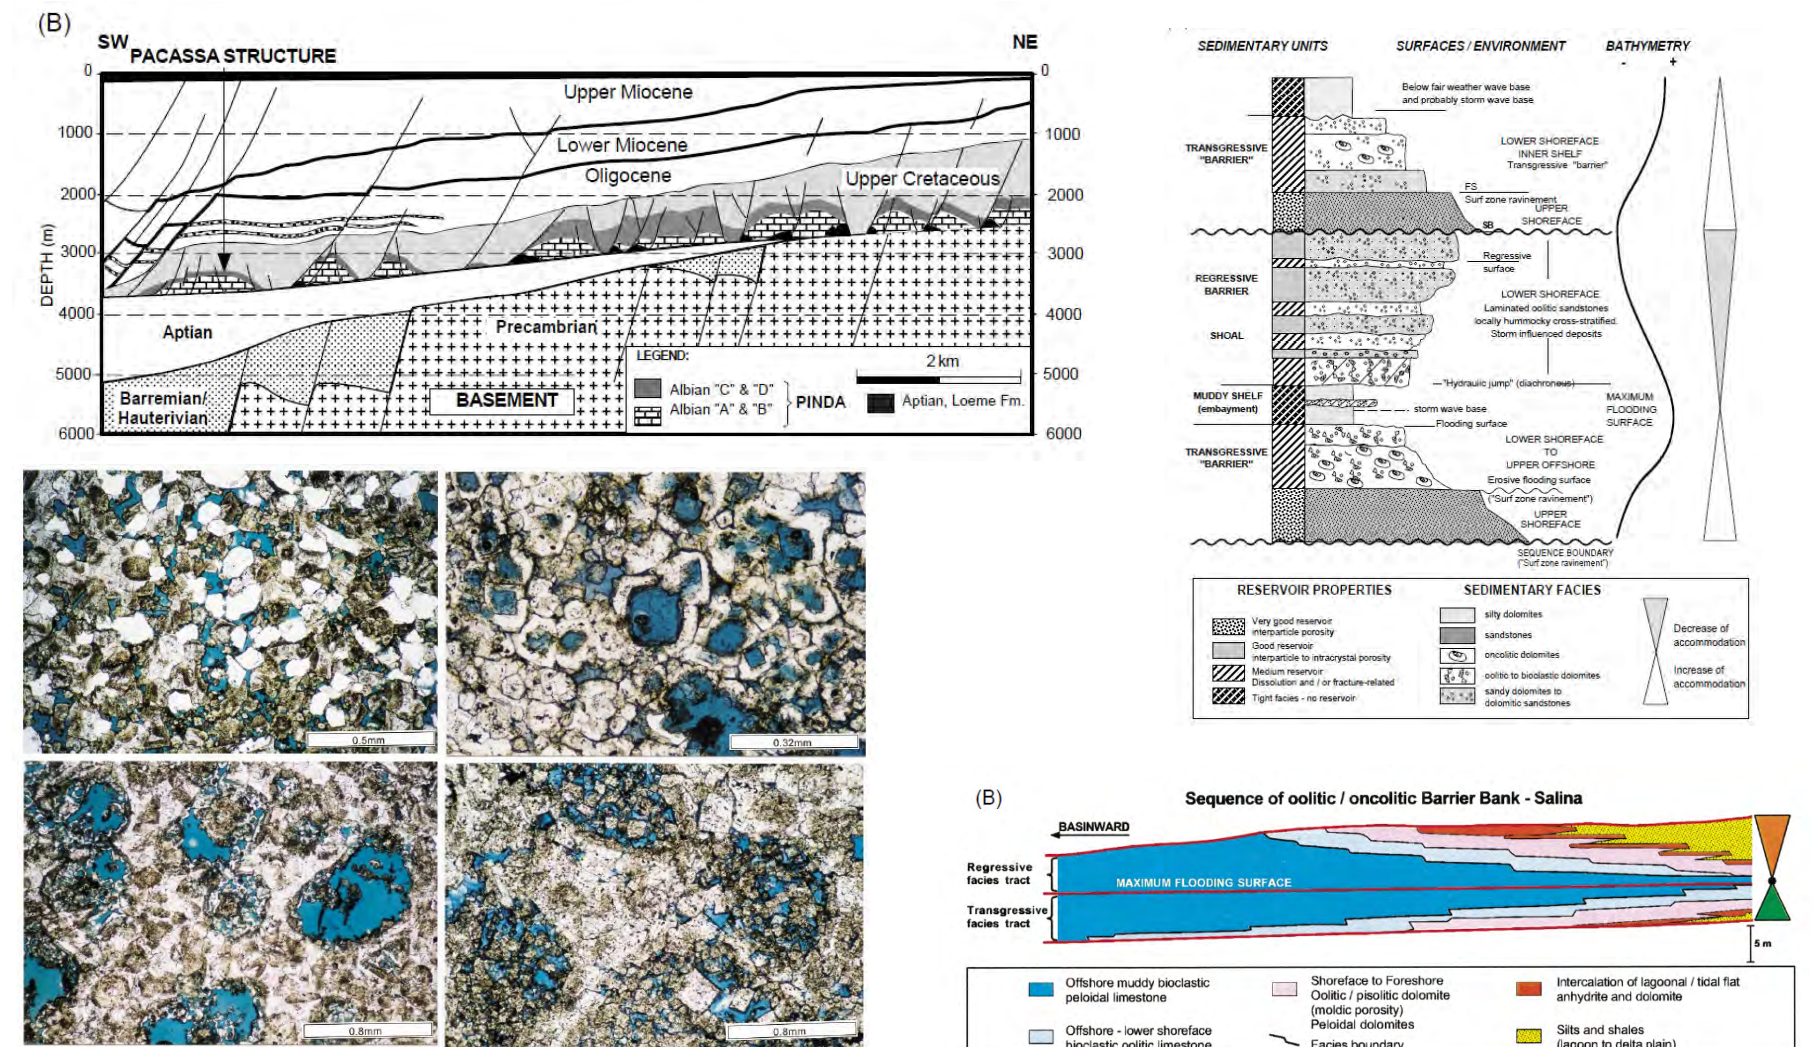 (B)
SW
PACASSA STRUCTURE
NE
0
0
Upper Miocene
1000
1000
Lower Miocene
Oligocene
2000
2000
Upper Cretaceous
3000
3000
DEPTH (m)
4000
4000
Aptian
Precambrian
5000
5000
Barremian/
Hauterivian
BASEMENT
6000
6000
LEGEND:
2 km
Albian "C" & "D"
Albian "A" & "B"
PINDA
Aptian, Loeme Fm.
0.5mm
0.32mm
0.8mm
0.8mm
SEDIMENTARY UNITS
SURFACES / ENVIRONMENT
BATHYMETRY
- +
Below fair weather wave base
and probably storm wave base
TRANSGRESSIVE
"BARRIER"
LOWER SHOREFACE
INNER SHELF
Transgressive "barrier"
FS
Surf zone ravinement
UPPER
SHOREFACE
SB
Regressive
surface
REGRESSIVE
BARRIER
LOWER SHOREFACE
Laminated oolitic sandstones
locally hummocky cross-stratified.
Storm influenced deposits
SHOAL
"Hydraulic jump" (diachronous)
MUDDY SHELF
(embayment)
storm wave base
Flooding surface
MAXIMUM
FLOODING
SURFACE
TRANSGRESSIVE
"BARRIER"
LOWER SHOREFACE
TO
UPPER OFFSHORE
Erosive flooding surface
("Surf zone ravinement")
UPPER
SHOREFACE
SEQUENCE BOUNDARY
("Surf zone ravinement")
RESERVOIR PROPERTIES
Very good reservoir
interparticle porosity
Good reservoir
interparticle to intracrystal porosity
Medium reservoir
Dissolution and / or fracture-related
Tight facies - no reservoir
SEDIMENTARY FACIES
silty dolomites
sandstones
oncolitic dolomites
oolitic to bioclastic dolomites
sandy dolomites to
dolomitic sandstones
Decrease of
accommodation
Increase of
accommodation
(B)
Sequence of oolitic / oncolitic Barrier Bank - Salina
BASINWARD
Regressive
facies tract
MAXIMUM FLOODING SURFACE
Transgressive
facies tract
5 m
Offshore muddy bioclastic
peloidal limestone
Offshore - lower shoreface
bioclastic oolitic limestone
Shoreface to Foreshore
Oolitic / pisolitic dolomite
(moldic porosity)
Peloidal dolomites
Facies boundary
Intercalation of lagoonal / tidal flat
anhydrite and dolomite
Silts and shales
(lagoon to delta plain)